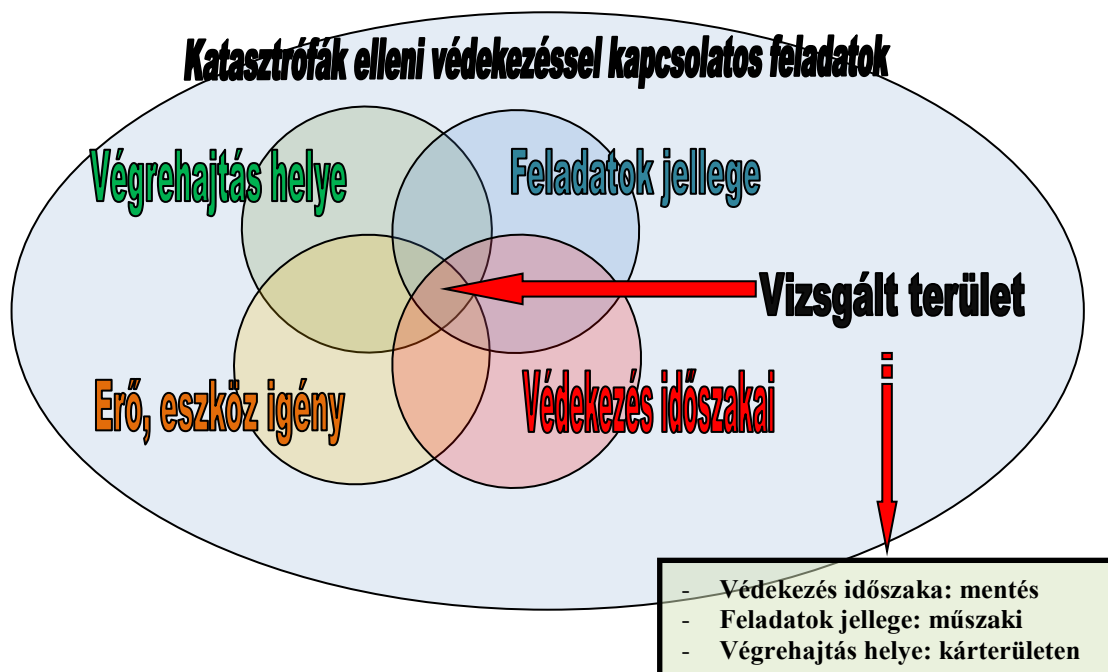 Katasztrófák elleni védekezéssel kapcsolatos feladatok
Végrehajtás helye
Feladatok jellege
Vizsgált terület
Erő, eszköz igény
Védekezés időszakai
- Védekezés időszaka: mentés
- Feladatok jellege: műszaki
- Végrehajtás helye: kárterületen